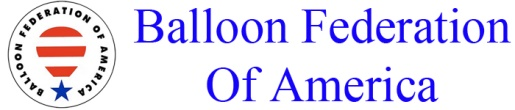 BALLOON FEDERATION OF AMERICA
Balloon Federation
Of America